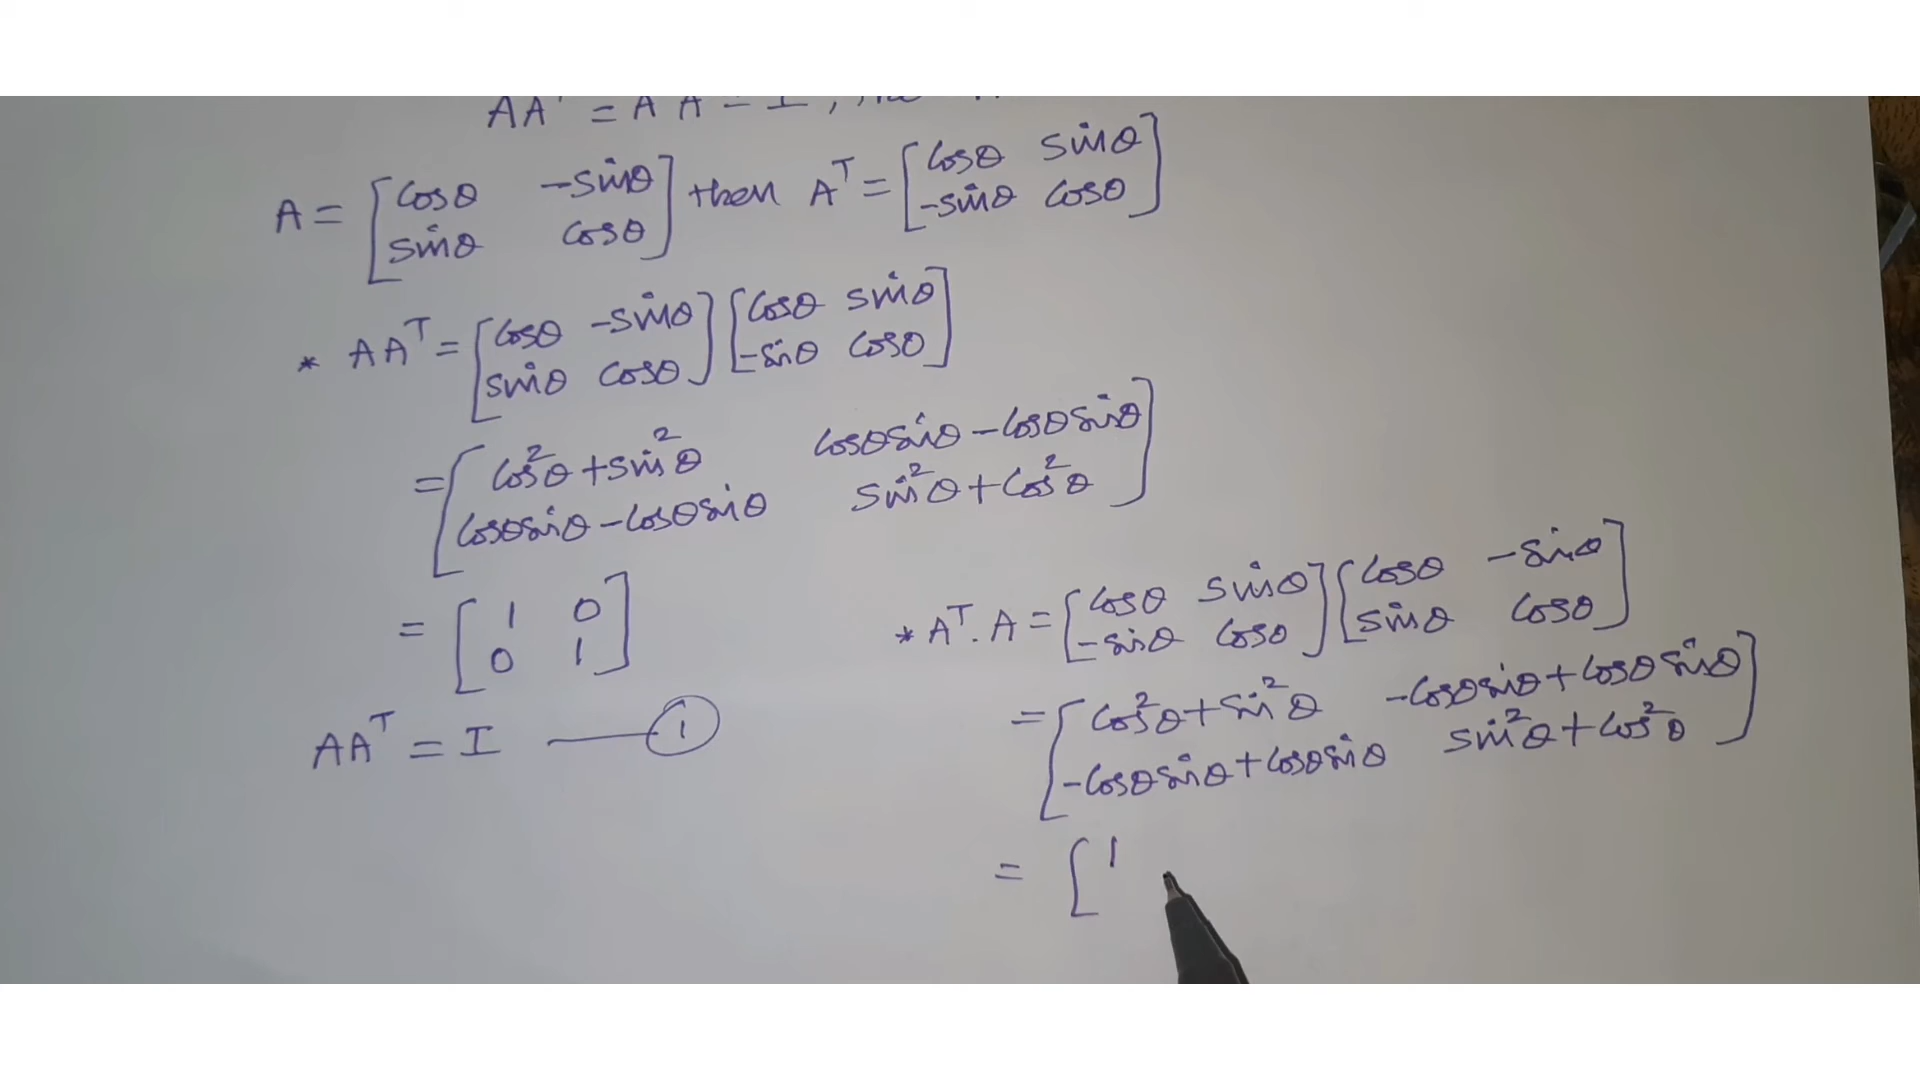 AAᵀ = AᵀA = I,
A = [cosθ -sinθ sinθ cosθ] then Aᵀ = [cosθ sinθ -sinθ cosθ]
* AAᵀ = [cosθ -sinθ sinθ cosθ] [cosθ sinθ -sinθ cosθ]
= [cos²θ+sin²θ cosθsinθ-cosθsinθ
cosθsinθ-cosθsinθ sin²θ+cos²θ]
= [1 0
0 1]
AAᵀ = I —— ①
* Aᵀ.A = [cosθ sinθ -sinθ cosθ] [cosθ -sinθ sinθ cosθ]
= [cos²θ+sin²θ -cosθsinθ+cosθsinθ
-cosθsinθ+cosθsinθ sin²θ+cos²θ]
= [1